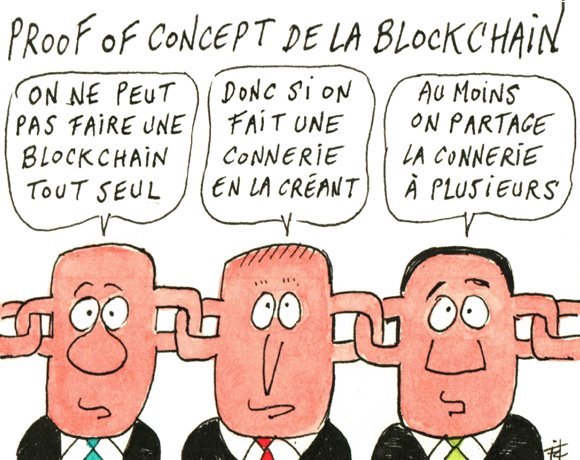 PROOF OF CONCEPT DE LA BLOCKCHAIN
ON NE PEUT
PAS FAIRE UNE
BLOCKCHAIN
TOUT SEUL
DONC SI ON
FAIT UNE
CONNERIE
EN LA CRÉANT
AU MOINS
ON PARTAGE
LA CONNERIE
À PLUSIEURS